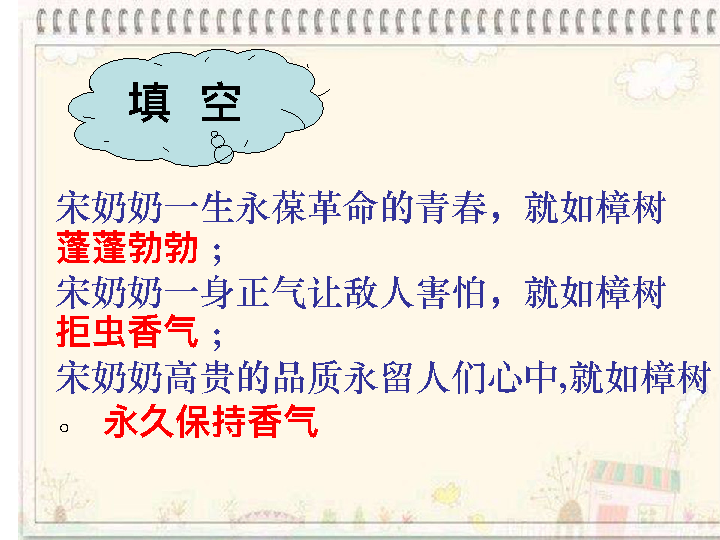 填 空
宋奶奶一生永葆革命的青春，就如樟树
蓬蓬勃勃；
宋奶奶一身正气让敌人害怕，就如樟树
拒虫香气；
宋奶奶高贵的品质永留人们心中,就如樟树
。 永久保持香气